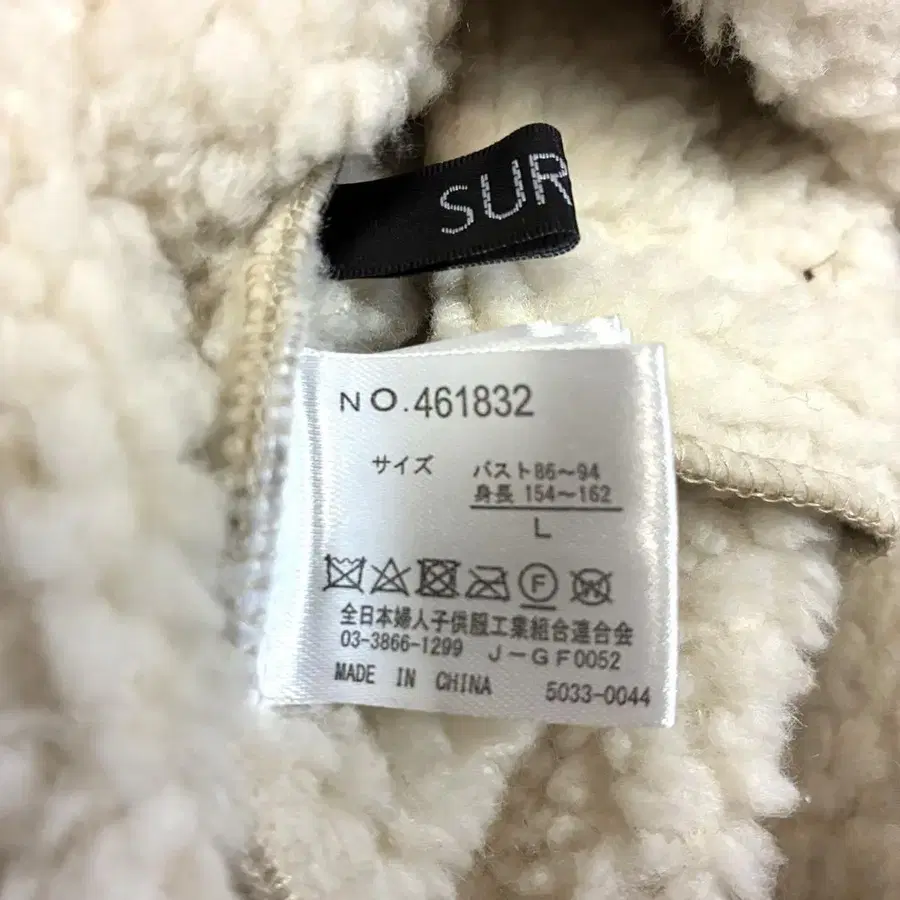 SUR
NO.461832
サイズ バスト86〜94
身長 154〜162
L
全日本婦人子供服工業組合連合会
03-3866-1299 J-GF0052
MADE IN CHINA 5033-0044